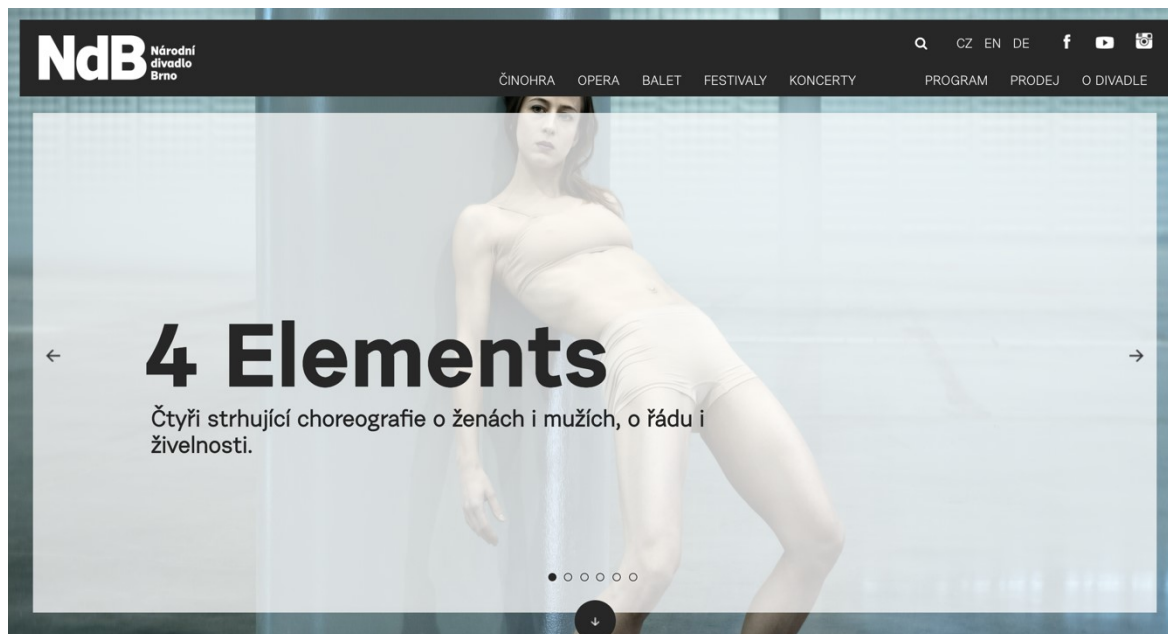 NdB Národní
divadlo
Brno
CZ EN DE
ČINOHRA OPERA BALET FESTIVALY KONCERTY PROGRAM PRODEJ O DIVADLE
4 Elements
Čtyři strhující choreografie o ženách i mužích, o řádu i
živelnosti.